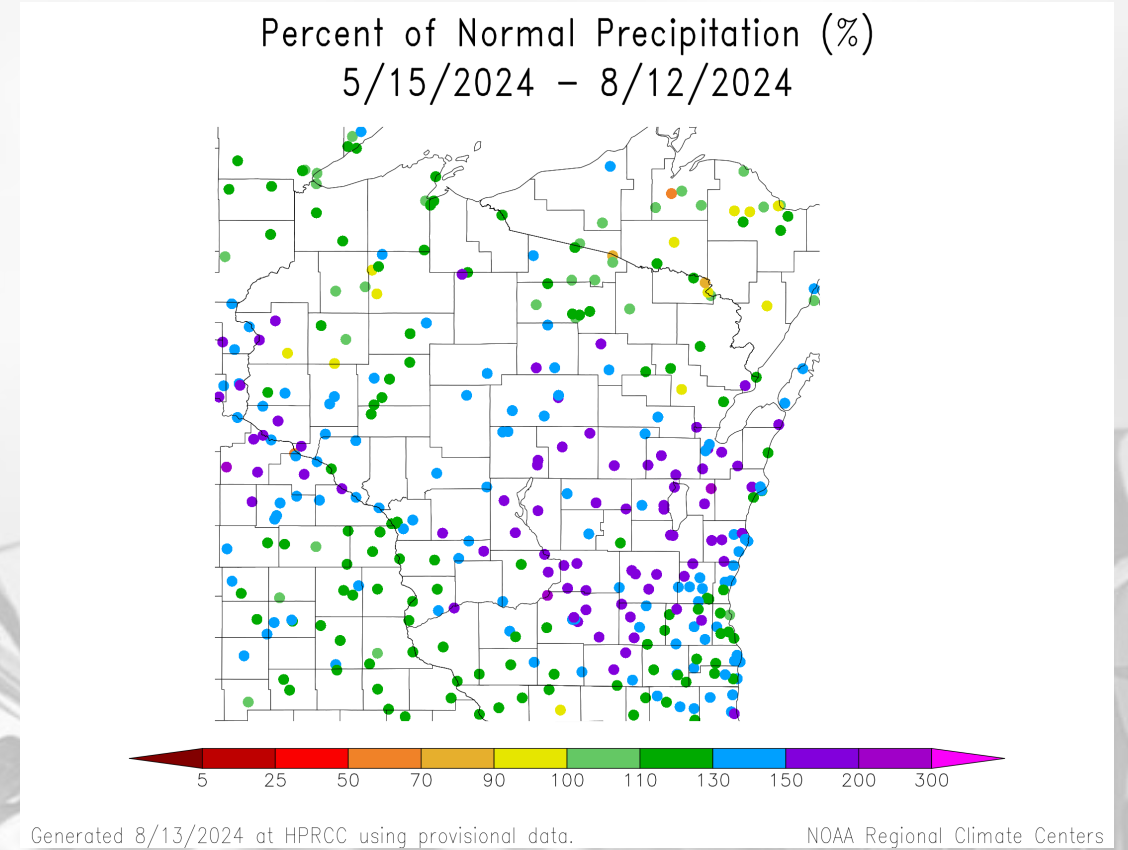 Percent of Normal Precipitation (%)
5/15/2024 – 8/12/2024
5 25 50 70 90 100 110 130 150 200 300
Generated 8/13/2024 at HPRCC using provisional data.
NOAA Regional Climate Centers